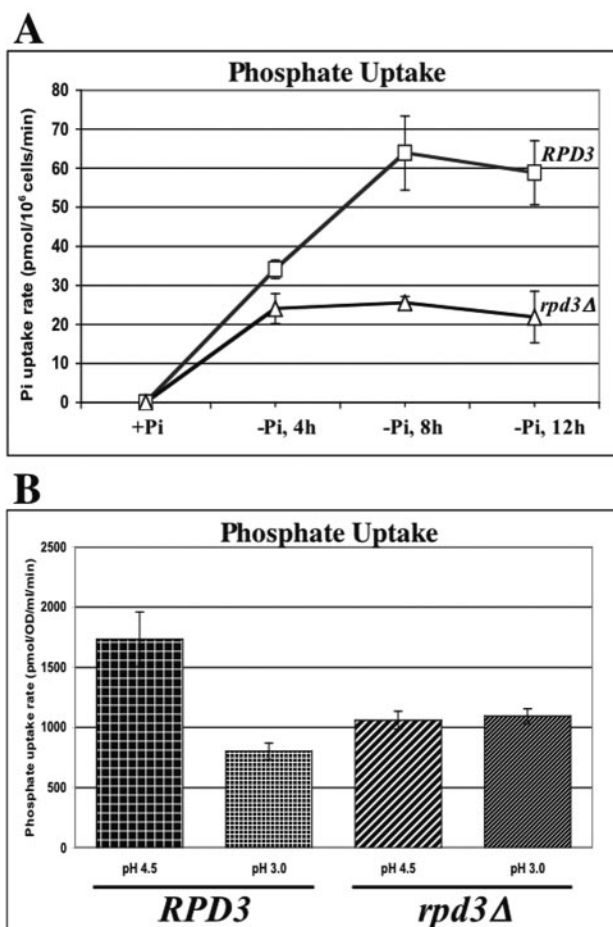 A
Phosphate Uptake
Pi uptake rate (pmol/10⁶ cells/min)
80
70
60
50
40
30
20
10
0
RPD3
rpd3Δ
+Pi
-Pi, 4h
-Pi, 8h
-Pi, 12h
B
Phosphate Uptake
Phosphate uptake rate (pmol/OD/ml/min)
2500
2000
1500
1000
500
0
pH 4.5
pH 3.0
pH 4.5
pH 3.0
RPD3
rpd3Δ